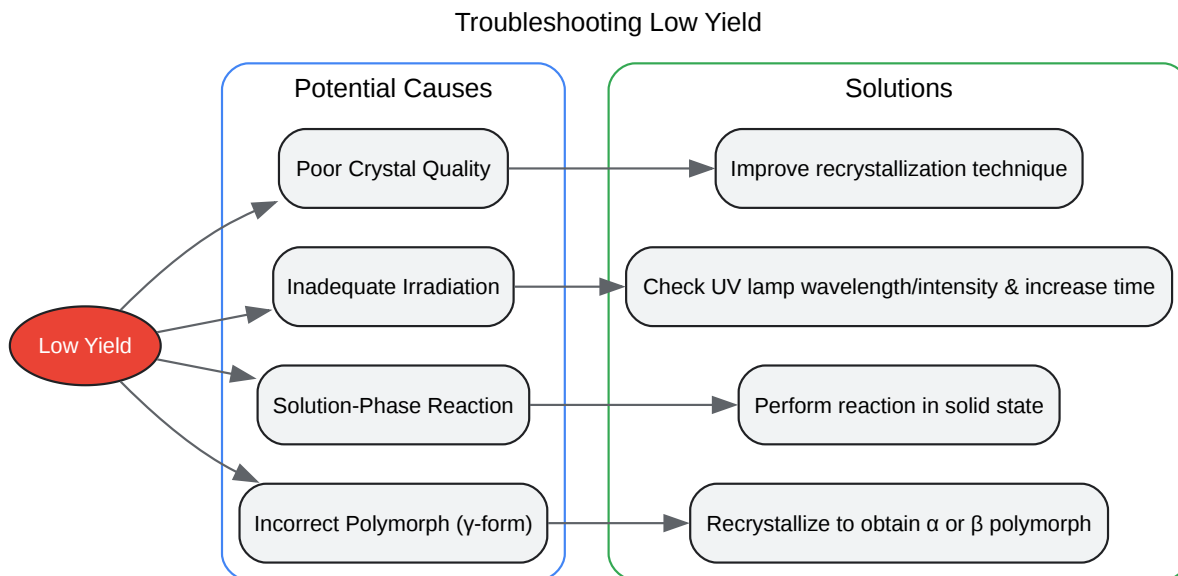 Troubleshooting Low Yield
Potential Causes
Solutions
Poor Crystal Quality
Improve recrystallization technique
Inadequate Irradiation
Check UV lamp wavelength/intensity & increase time
Low Yield
Solution-Phase Reaction
Perform reaction in solid state
Incorrect Polymorph (γ-form)
Recrystallize to obtain α or β polymorph